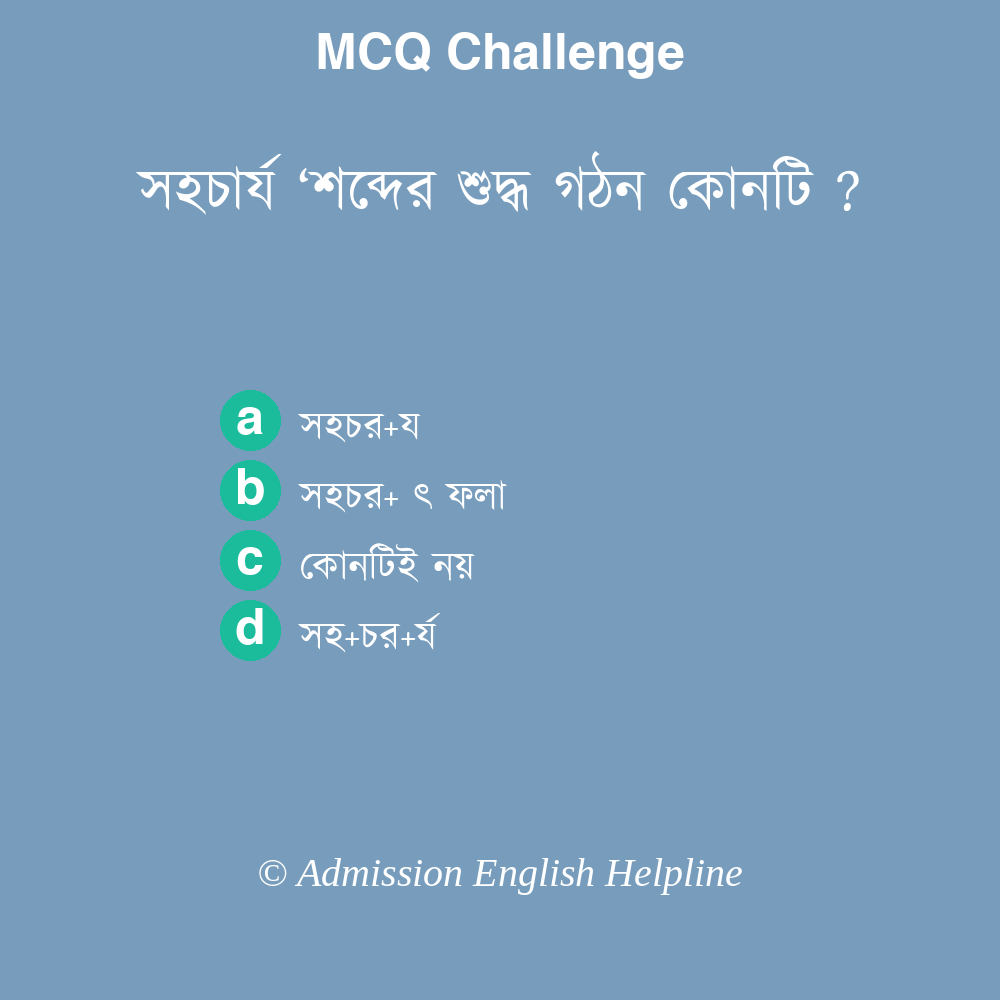 MCQ Challenge
সহচার্য ‘শব্দের শুদ্ধ গঠন কোনটি ?
a সহচর+য
b সহচর+ ৎ ফলা
c কোনটিই নয়
d সহ+চর+র্য
© Admission English Helpline